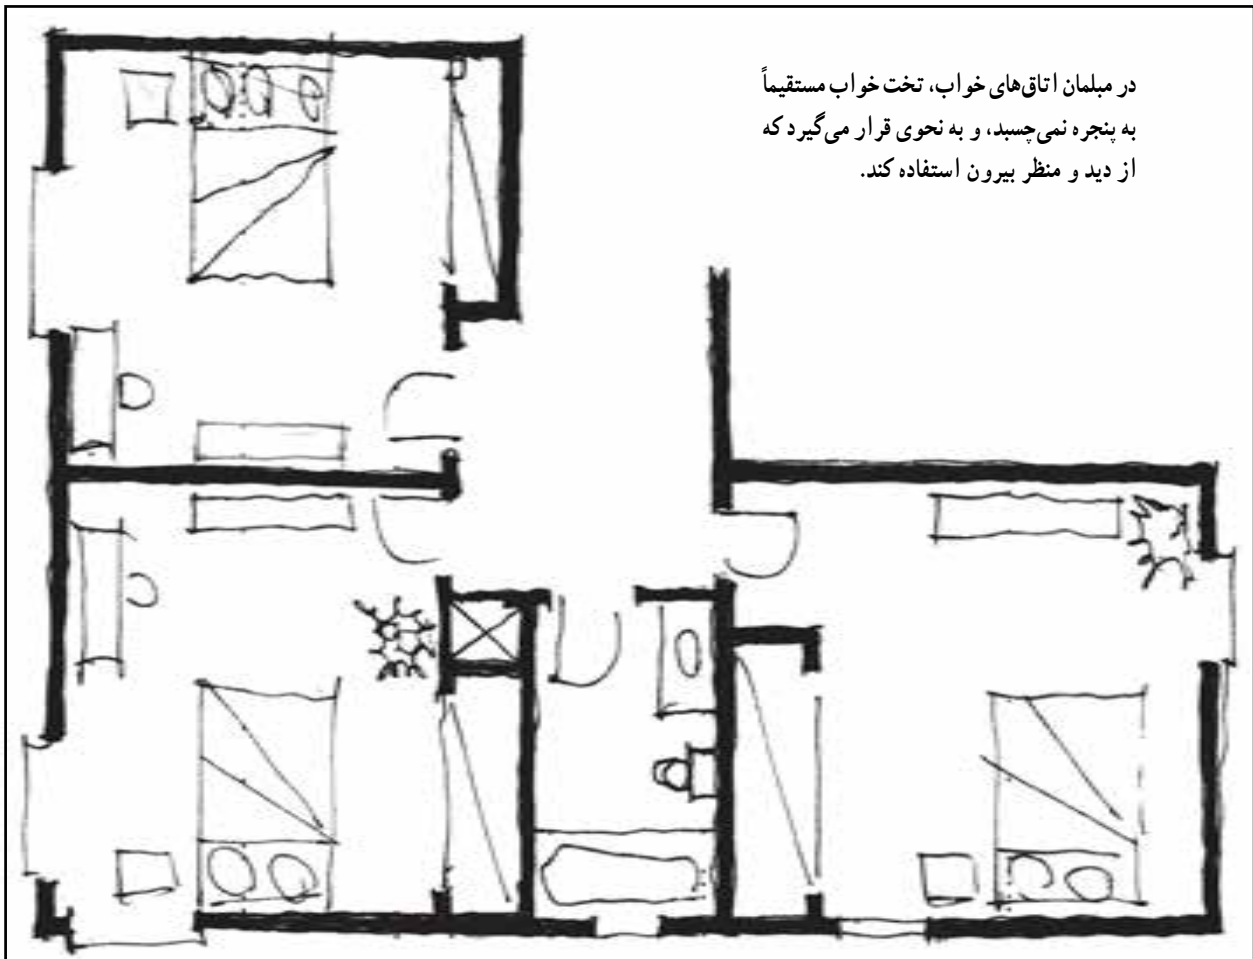 در مبلمان اتاق‌های خواب، تخت خواب مستقیماً
به پنجره نمی‌چسبد، و به نحوی قرار می‌گیرد که
از دید و منظر بیرون استفاده کند.